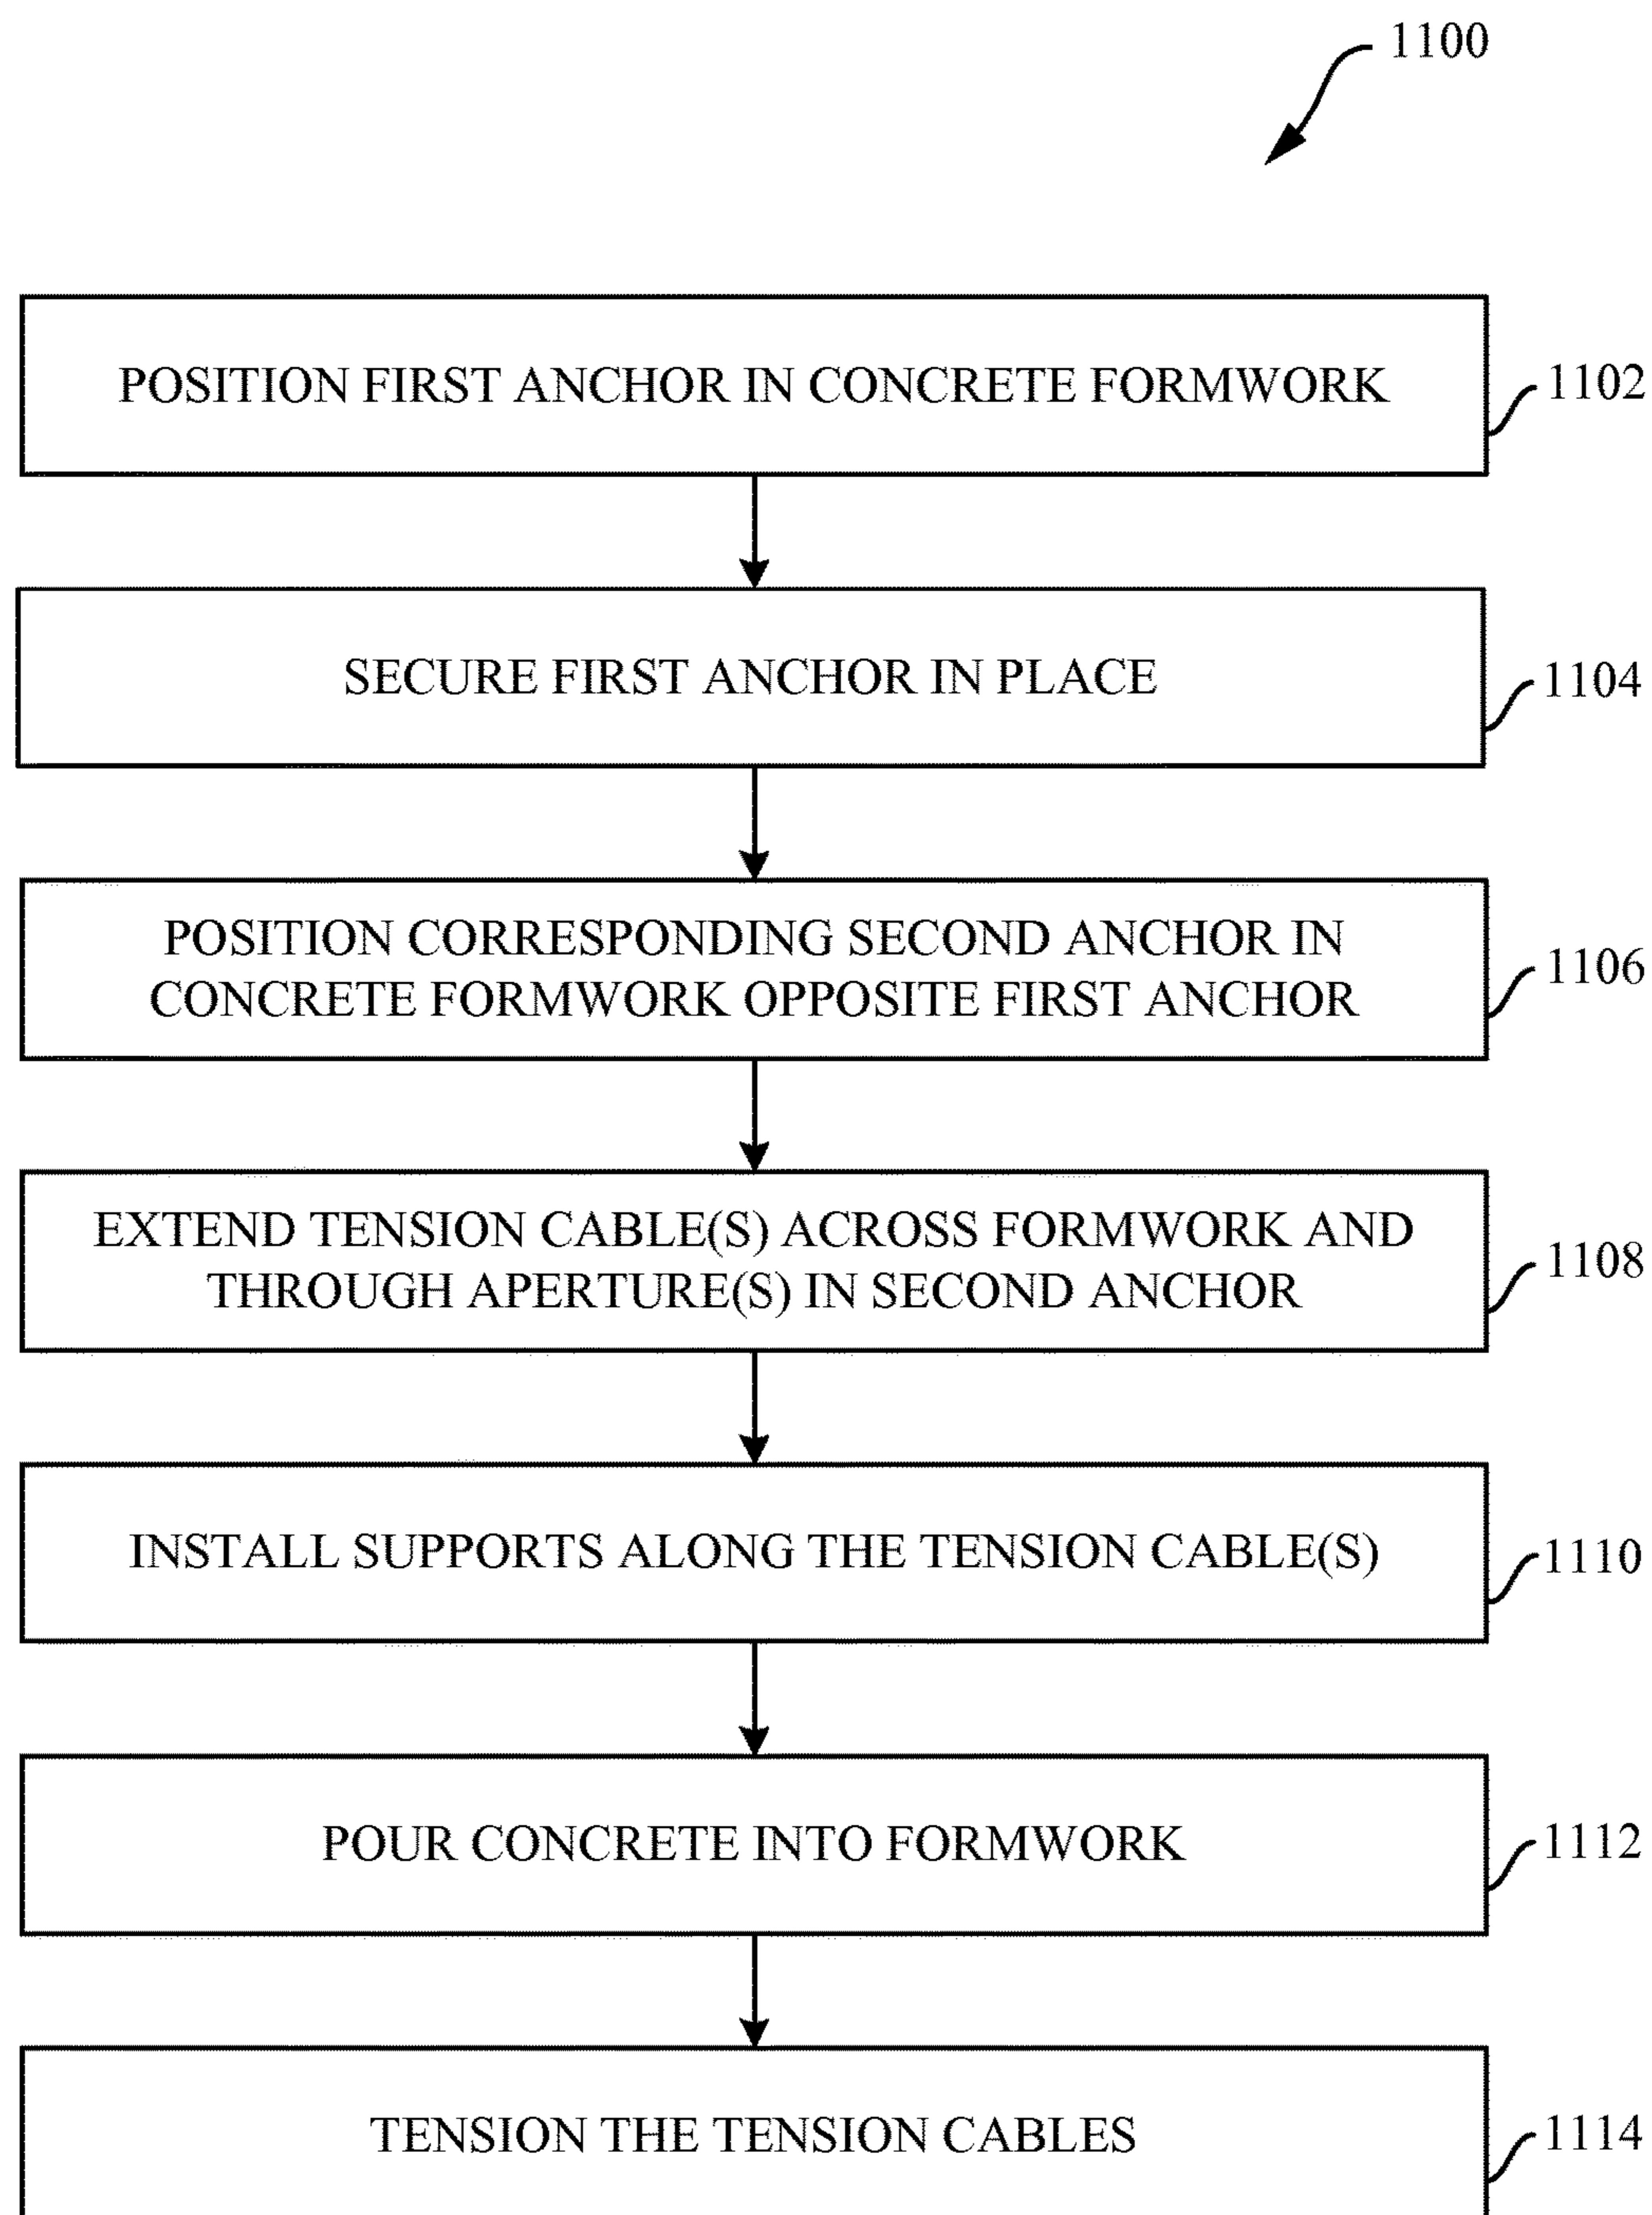 1100
POSITION FIRST ANCHOR IN CONCRETE FORMWORK
1102
SECURE FIRST ANCHOR IN PLACE
1104
POSITION CORRESPONDING SECOND ANCHOR IN
CONCRETE FORMWORK OPPOSITE FIRST ANCHOR
1106
EXTEND TENSION CABLE(S) ACROSS FORMWORK AND
THROUGH APERTURE(S) IN SECOND ANCHOR
1108
INSTALL SUPPORTS ALONG THE TENSION CABLE(S)
1110
POUR CONCRETE INTO FORMWORK
1112
TENSION THE TENSION CABLES
1114